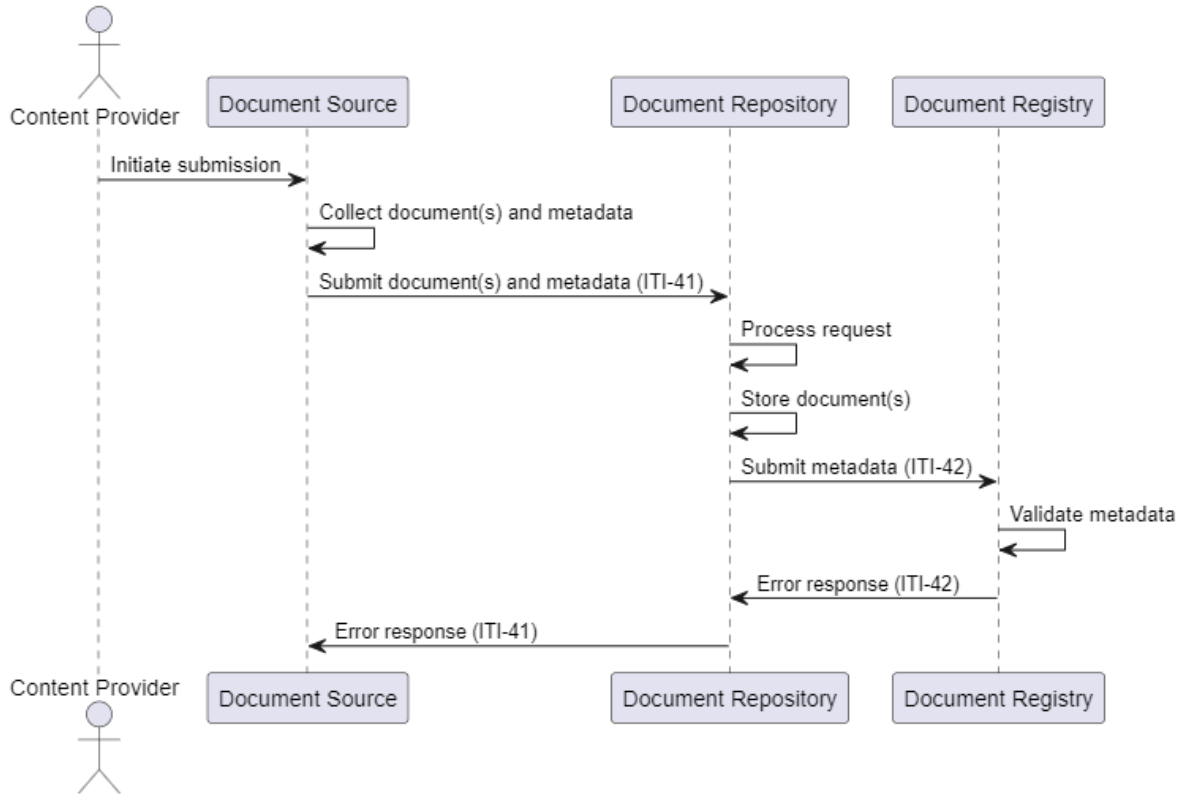 Content Provider
Document Source
Document Repository
Document Registry
Initiate submission
Collect document(s) and metadata
Submit document(s) and metadata (ITI-41)
Process request
Store document(s)
Submit metadata (ITI-42)
Validate metadata
Error response (ITI-42)
Error response (ITI-41)
Content Provider
Document Source
Document Repository
Document Registry